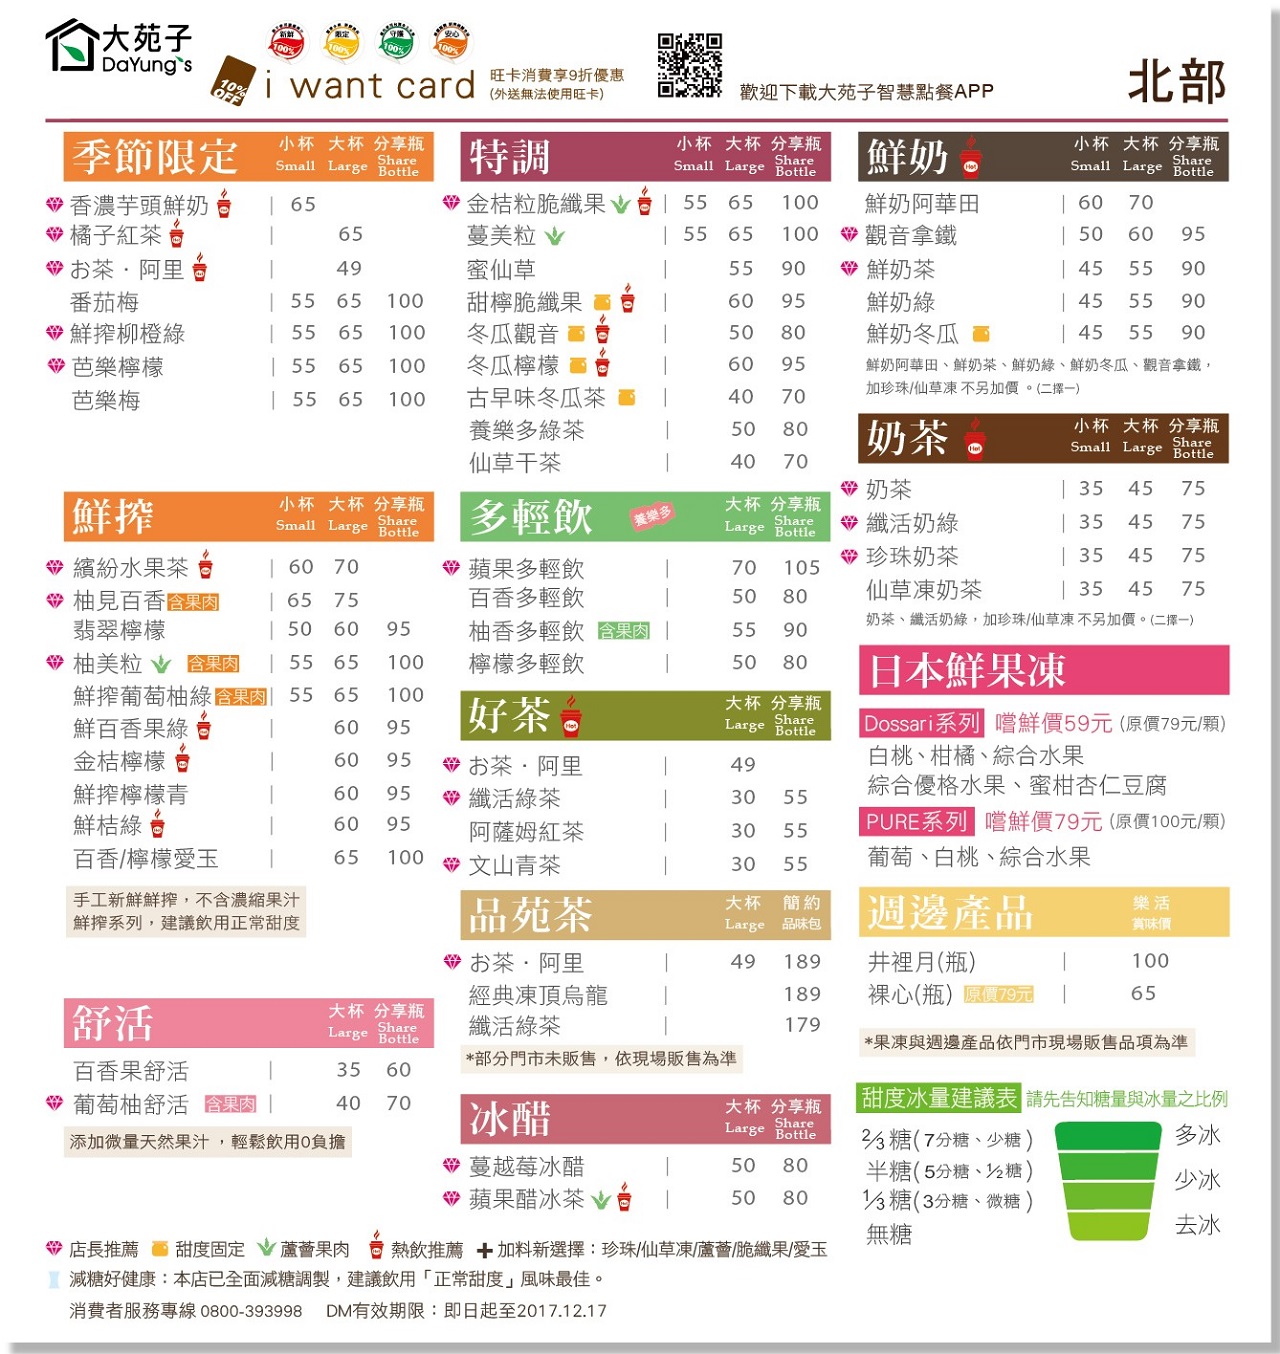 大苑子
DaYung's
新鮮 100%
限定 100%
守護 100%
安心 100%
10% OFF
i want card
旺卡消費享9折優惠
(外送無法使用旺卡)
歡迎下載大苑子智慧點餐APP
北部
季節限定 小杯 Small 大杯 Large 分享瓶 Share Bottle
香濃芋頭鮮奶 Hot | 65
橘子紅茶 Hot | 65
お茶・阿里 Hot | 49
番茄梅 | 55 65 100
鮮搾柳橙綠 | 55 65 100
芭樂檸檬 | 55 65 100
芭樂梅 | 55 65 100
鮮搾 小杯 Small 大杯 Large 分享瓶 Share Bottle
繽紛水果茶 Hot | 60 70
柚見百香 含果肉 | 65 75
翡翠檸檬 | 50 60 95
柚美粒 含果肉 | 55 65 100
鮮搾葡萄柚綠 含果肉 | 55 65 100
鮮百香果綠 Hot | 60 95
金桔檸檬 Hot | 60 95
鮮搾檸檬青 | 60 95
鮮桔綠 Hot | 60 95
百香/檸檬愛玉 | 65 100
手工新鮮鮮搾，不含濃縮果汁
鮮搾系列，建議飲用正常甜度
舒活 大杯 Large 分享瓶 Share Bottle
百香果舒活 | 35 60
葡萄柚舒活 含果肉 | 40 70
添加微量天然果汁，輕鬆飲用0負擔
特調 小杯 Small 大杯 Large 分享瓶 Share Bottle
金桔粒脆纖果 Hot | 55 65 100
蔓美粒 | 55 65 100
蜜仙草 | 55 90
甜檸脆纖果 Hot | 60 95
冬瓜觀音 Hot | 50 80
冬瓜檸檬 Hot | 60 95
古早味冬瓜茶 | 40 70
養樂多綠茶 | 50 80
仙草干茶 | 40 70
多輕飲 養樂多 大杯 Large 分享瓶 Share Bottle
蘋果多輕飲 | 70 105
百香多輕飲 | 50 80
柚香多輕飲 含果肉 | 55 90
檸檬多輕飲 | 50 80
好茶 Hot 大杯 Large 分享瓶 Share Bottle
お茶・阿里 | 49
纖活綠茶 | 30 55
阿薩姆紅茶 | 30 55
文山青茶 | 30 55
品苑茶 大杯 Large 簡約 品味包
お茶・阿里 | 49 189
經典凍頂烏龍 | 189
纖活綠茶 | 179
*部分門市未販售，依現場販售為準
冰醋 大杯 Large 分享瓶 Share Bottle
蔓越莓冰醋 | 50 80
蘋果醋冰茶 Hot | 50 80
鮮奶 Hot 小杯 Small 大杯 Large 分享瓶 Share Bottle
鮮奶阿華田 | 60 70
觀音拿鐵 | 50 60 95
鮮奶茶 | 45 55 90
鮮奶綠 | 45 55 90
鮮奶冬瓜 | 45 55 90
鮮奶阿華田、鮮奶茶、鮮奶綠、鮮奶冬瓜、觀音拿鐵，
加珍珠/仙草凍 不另加價 。(二擇一)
奶茶 Hot 小杯 Small 大杯 Large 分享瓶 Share Bottle
奶茶 | 35 45 75
纖活奶綠 | 35 45 75
珍珠奶茶 | 35 45 75
仙草凍奶茶 | 35 45 75
奶茶、纖活奶綠，加珍珠/仙草凍 不另加價。(二擇一)
日本鮮果凍
Dossari系列 嚐鮮價59元 (原價79元/顆)
白桃、柑橘、綜合水果
綜合優格水果、蜜柑杏仁豆腐
PURE系列 嚐鮮價79元 (原價100元/顆)
葡萄、白桃、綜合水果
週邊產品 樂活 賞味價
井裡月(瓶) | 100
裸心(瓶) 原價79元 | 65
*果凍與週邊產品依門市現場販售品項為準
甜度冰量建議表 請先告知糖量與冰量之比例
⅔糖(7分糖、少糖)
半糖(5分糖、½糖)
⅓糖(3分糖、微糖)
無糖
多冰
少冰
去冰
店長推薦 甜度固定 蘆薈果肉 Hot 熱飲推薦 +加料新選擇：珍珠/仙草凍/蘆薈/脆纖果/愛玉
減糖好健康：本店已全面減糖調製，建議飲用「正常甜度」風味最佳。
消費者服務專線 0800-393998 DM有效期限：即日起至2017.12.17